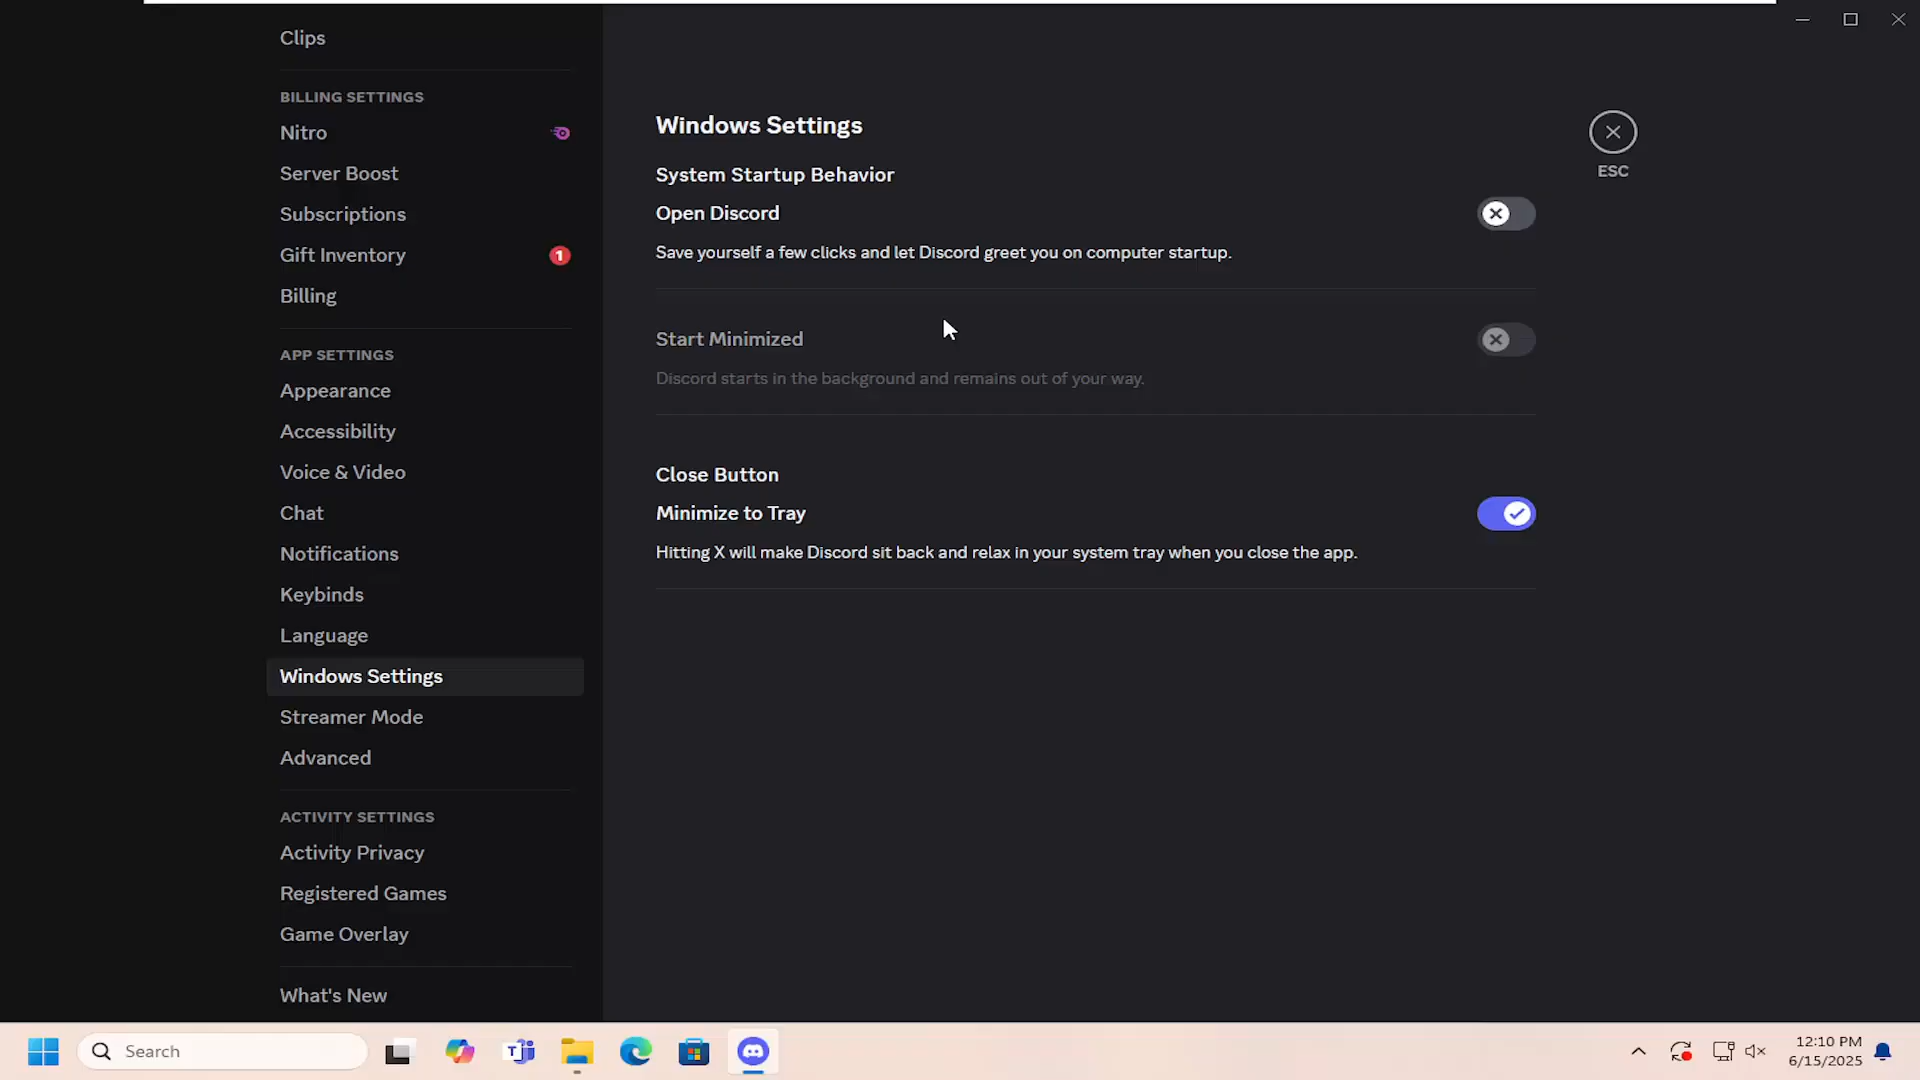 Clips
BILLING SETTINGS
Nitro
Server Boost
Subscriptions
Gift Inventory
1
Billing
APP SETTINGS
Appearance
Accessibility
Voice & Video
Chat
Notifications
Keybinds
Language
Windows Settings
Streamer Mode
Advanced
ACTIVITY SETTINGS
Activity Privacy
Registered Games
Game Overlay
What's New
Windows Settings
System Startup Behavior
Open Discord
Save yourself a few clicks and let Discord greet you on computer startup.
Start Minimized
Discord starts in the background and remains out of your way.
Close Button
Minimize to Tray
Hitting X will make Discord sit back and relax in your system tray when you close the app.
ESC
Search
T
12:10 PM
6/15/2025